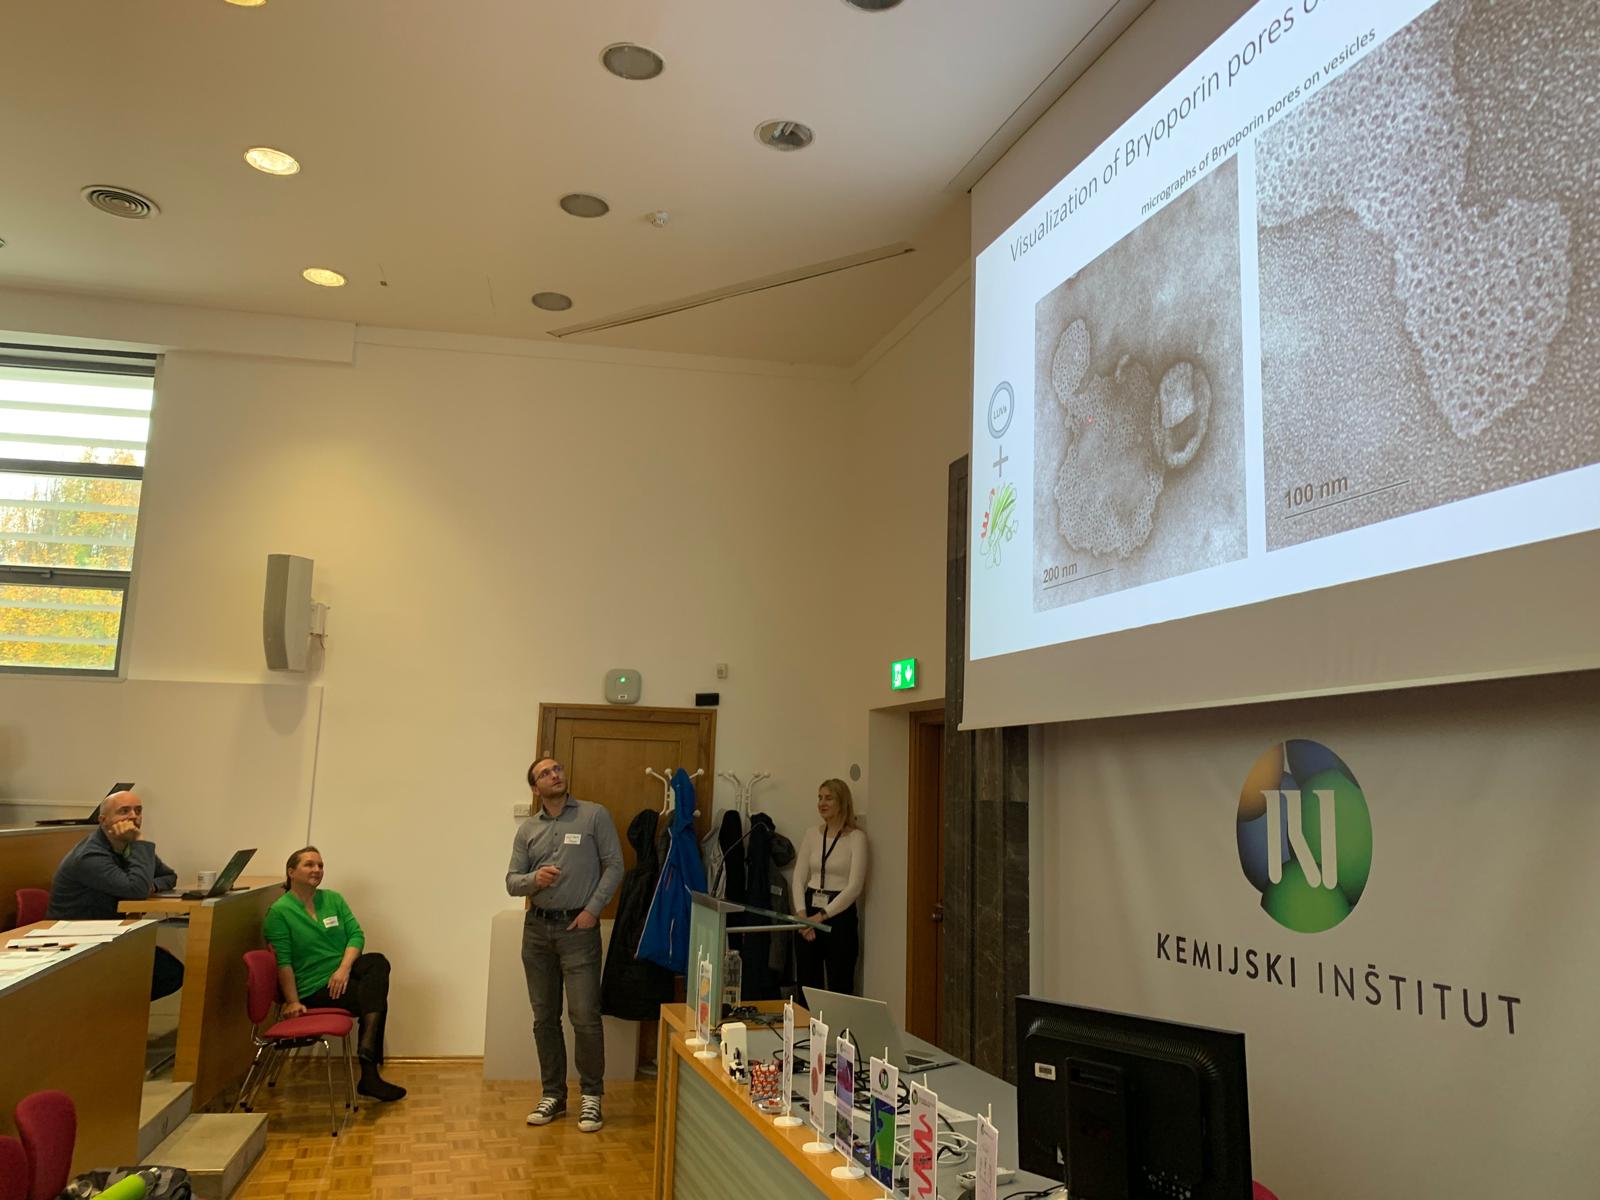 Visualization of Bryoporin pores
micrographs of Bryoporin pores on vesicles
LUVs
+
200 nm
100 nm
KEMIJSKI INŠTITUT